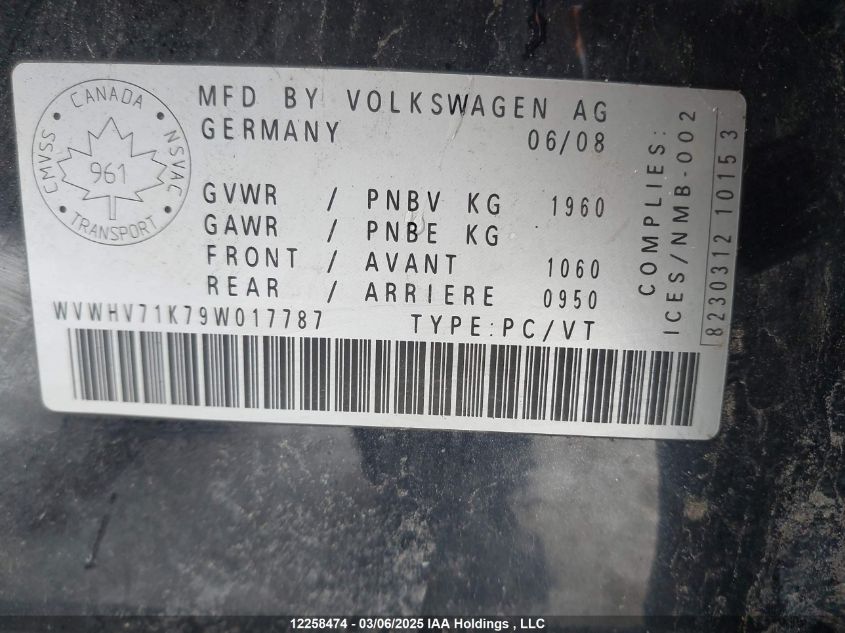 CANADA
CMVSS
NSVAC
961
TRANSPORT
MFD BY VOLKSWAGEN AG
GERMANY 06/08
GVWR / PNBV KG 1960
GAWR / PNBE KG
FRONT / AVANT 1060
REAR / ARRIERE 0950
WVWHV71K79W017787 TYPE:PC/VT
COMPLIES:
ICES/NMB-002
8230312 10153
12258474 - 03/06/2025 IAA Holdings , LLC